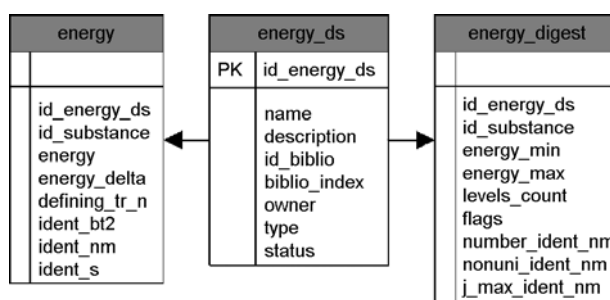 energy
id_energy_ds
id_substance
energy
energy_delta
defining_tr_n
ident_bt2
ident_nm
ident_s
energy_ds
PK id_energy_ds
name
description
id_biblio
biblio_index
owner
type
status
energy_digest
id_energy_ds
id_substance
energy_min
energy_max
levels_count
flags
number_ident_nm
nonuni_ident_nm
j_max_ident_nm